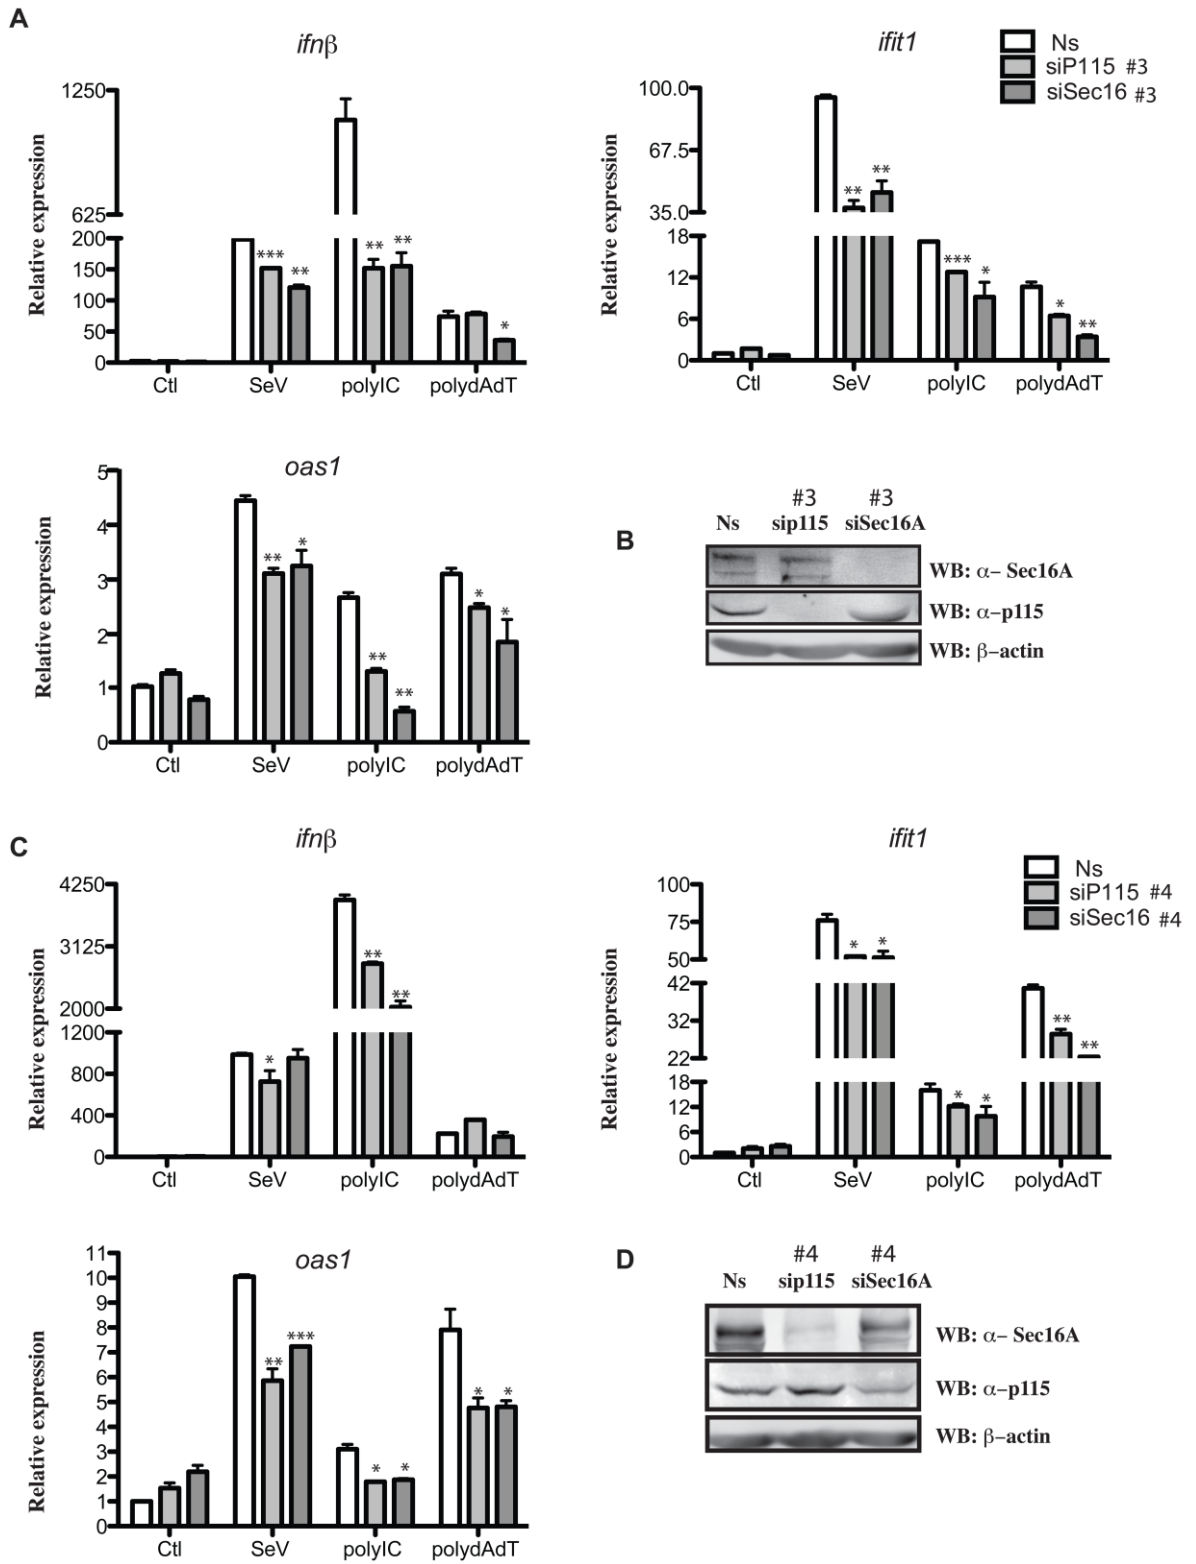 A
ifnβ
Relative expression
1250
625
200
150
100
50
0
***
**
**
**
*
Ctl SeV polyIC polydAdT
ifit1
Ns
siP115 #3
siSec16 #3
Relative expression
100.0
67.5
35.0
18
12
6
0
**
**
***
*
*
**
Ctl SeV polyIC polydAdT
oas1
Relative expression
5
4
3
2
1
0
**
*
**
**
*
*
Ctl SeV polyIC polydAdT
B
#3 #3
Ns sip115 siSec16A
WB: α– Sec16A
WB: α–p115
WB: β–actin
C
ifnβ
Relative expression
4250
3125
2000
1200
800
400
0
*
**
**
Ctl SeV polyIC polydAdT
ifit1
Ns
siP115 #4
siSec16 #4
Relative expression
100
75
50
42
32
22
18
12
6
0
*
*
*
*
**
**
Ctl SeV polyIC polydAdT
oas1
Relative expression
11
10
9
8
7
6
5
4
3
2
1
0
**
***
*
*
*
*
Ctl SeV polyIC polydAdT
D
#4 #4
Ns sip115 siSec16A
WB: α– Sec16A
WB: α–p115
WB: β–actin